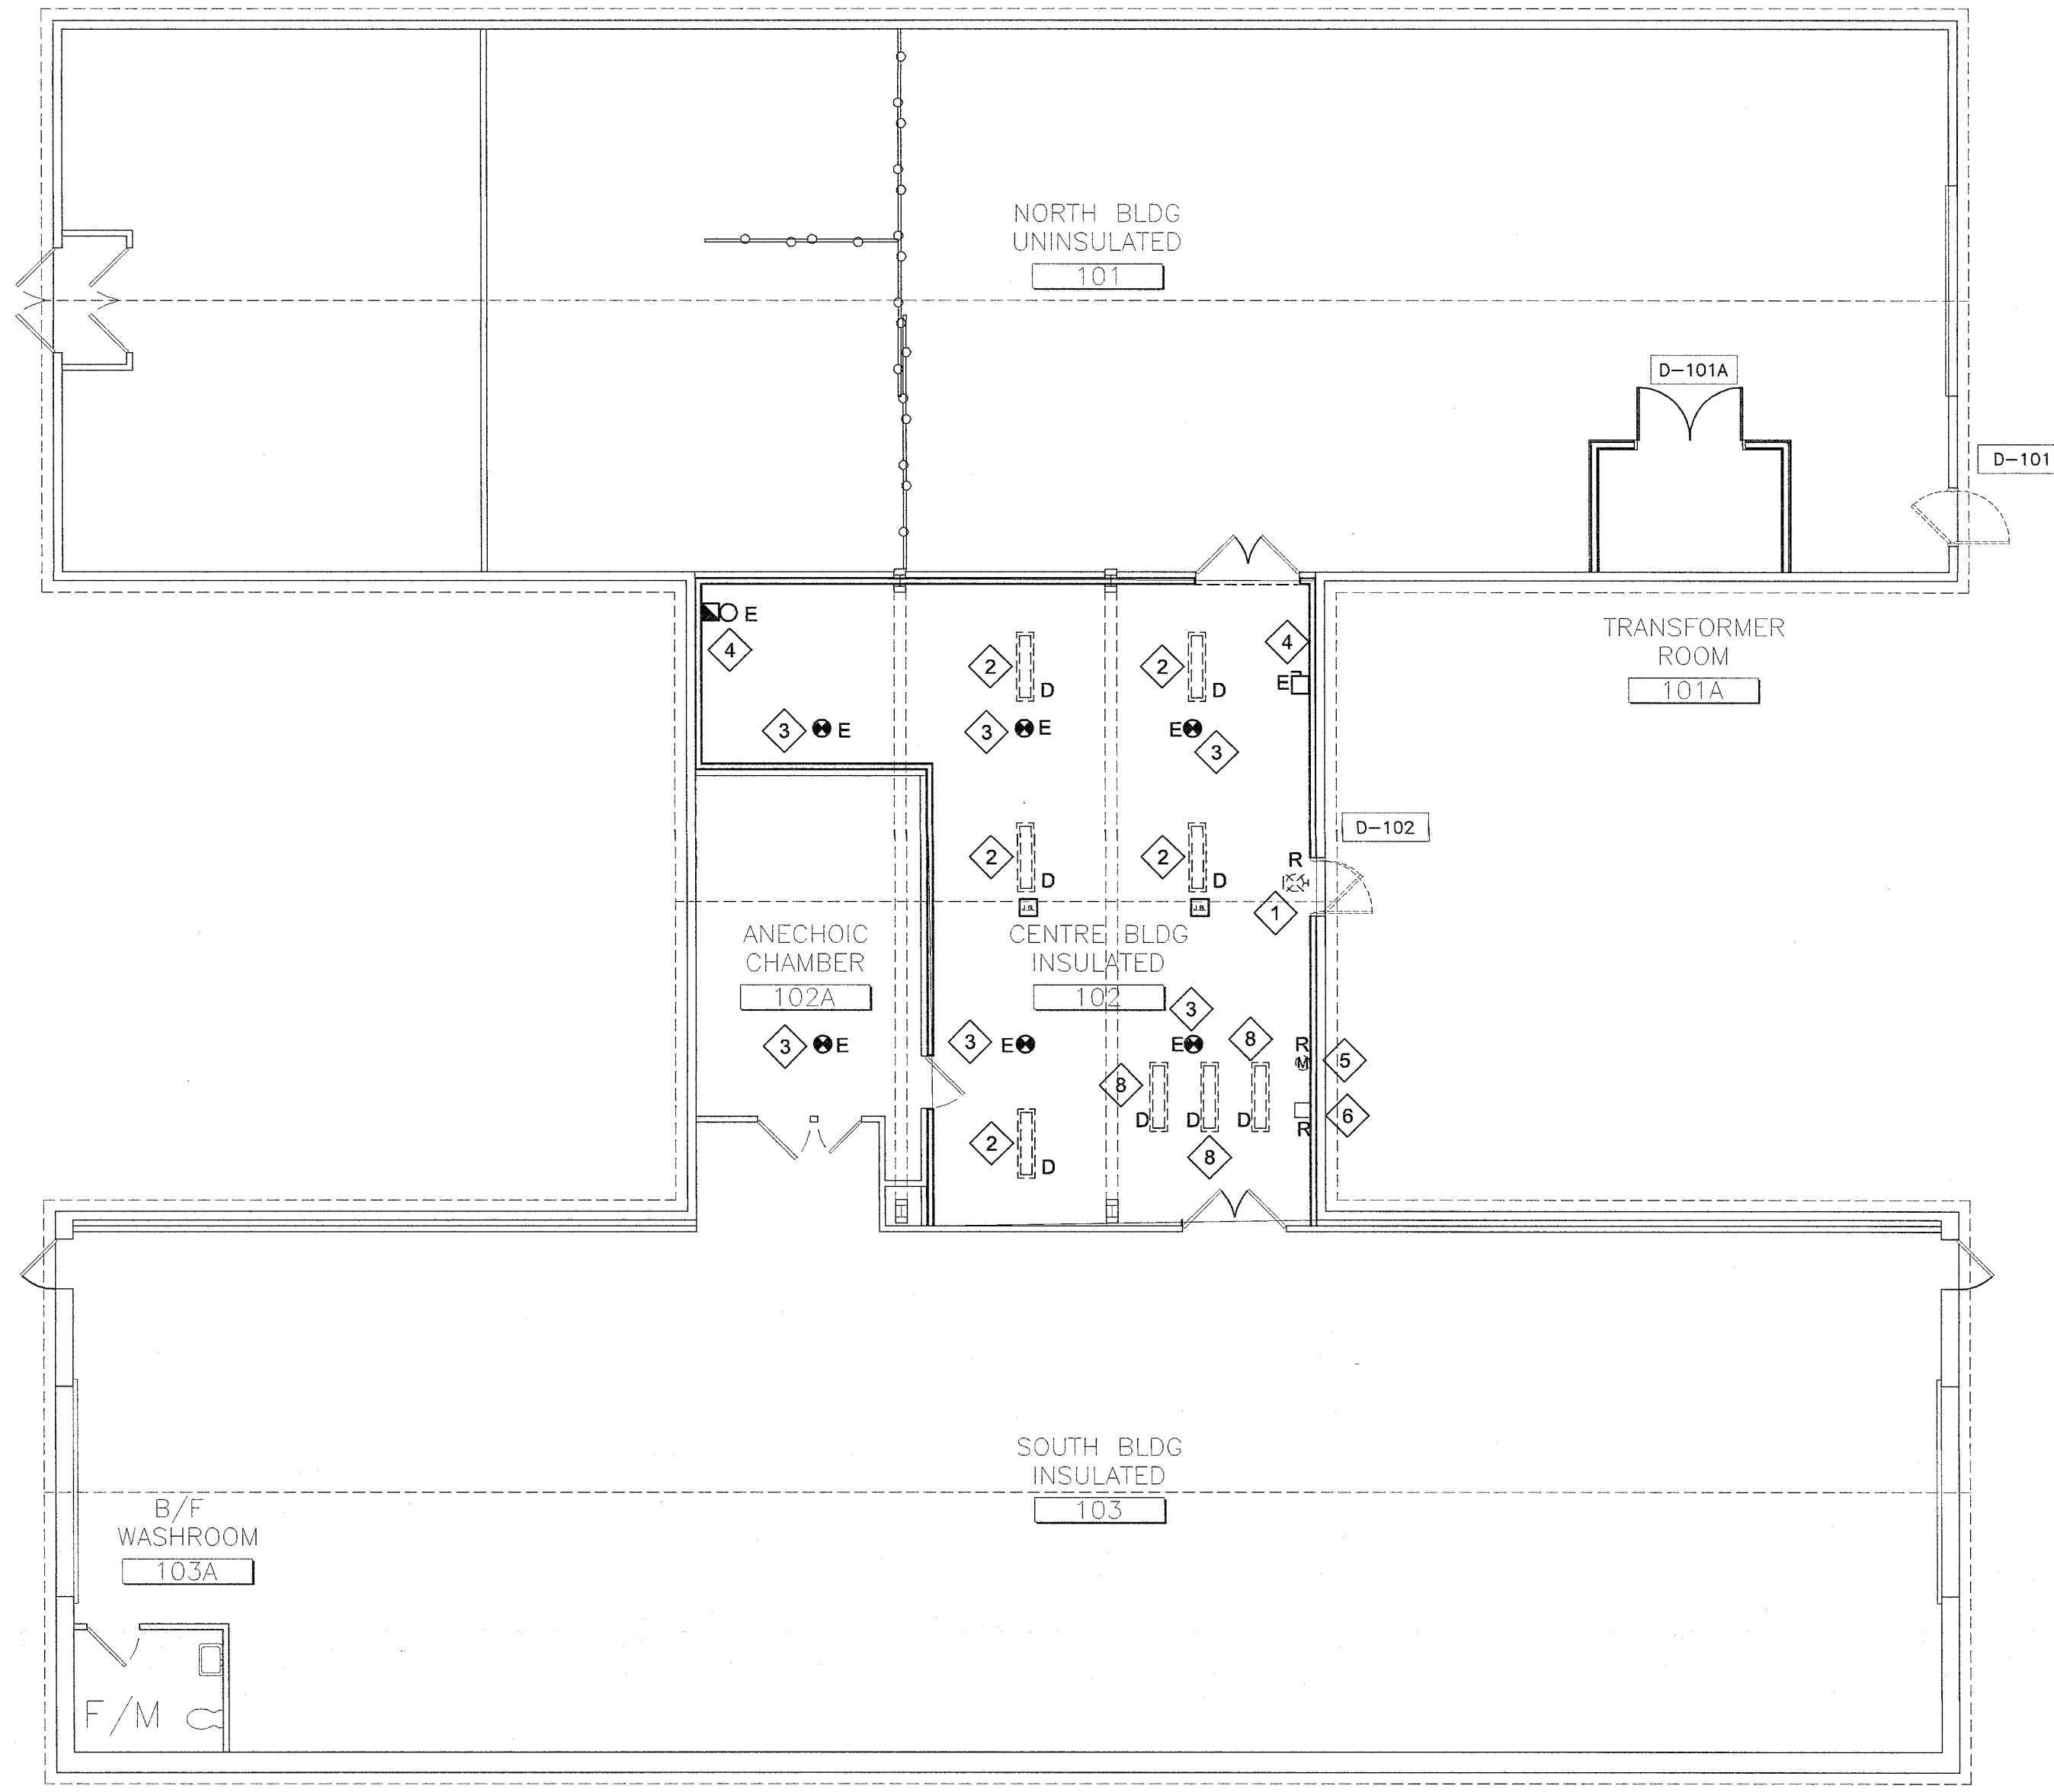 NORTH BLDG
UNINSULATED
101
D-101A
D-101
E
4
2
D
2
D
4
E
TRANSFORMER
ROOM
101A
3
E
3
E
E
3
D-102
2
D
2
D
R
J.B.
J.B.
1
ANECHOIC
CHAMBER
102A
CENTRE BLDG
INSULATED
102
3
3
E
3
E
E
8
R
M
5
8
D
D
D
6
R
2
D
8
SOUTH BLDG
INSULATED
103
B/F
WASHROOM
103A
F/M